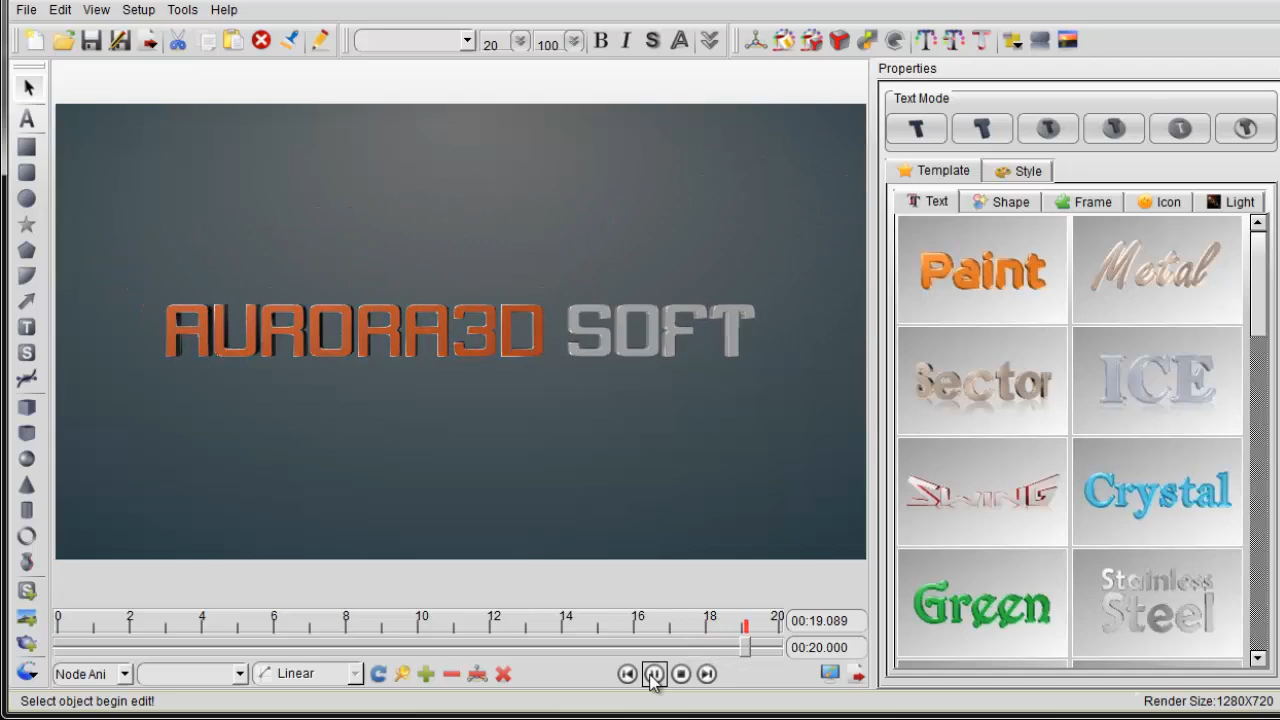 File Edit View Setup Tools Help
20 100 B I S A
Properties
Text Mode
Template Style
Text Shape Frame Icon Light
AURORA3D SOFT
Paint Metal
Sector ICE
SWING Crystal
Green Stainless Steel
0 2 4 6 8 10 12 14 16 18 20
00:19.089
00:20.000
Node Ani Linear
Select object begin edit! Render Size:1280X720